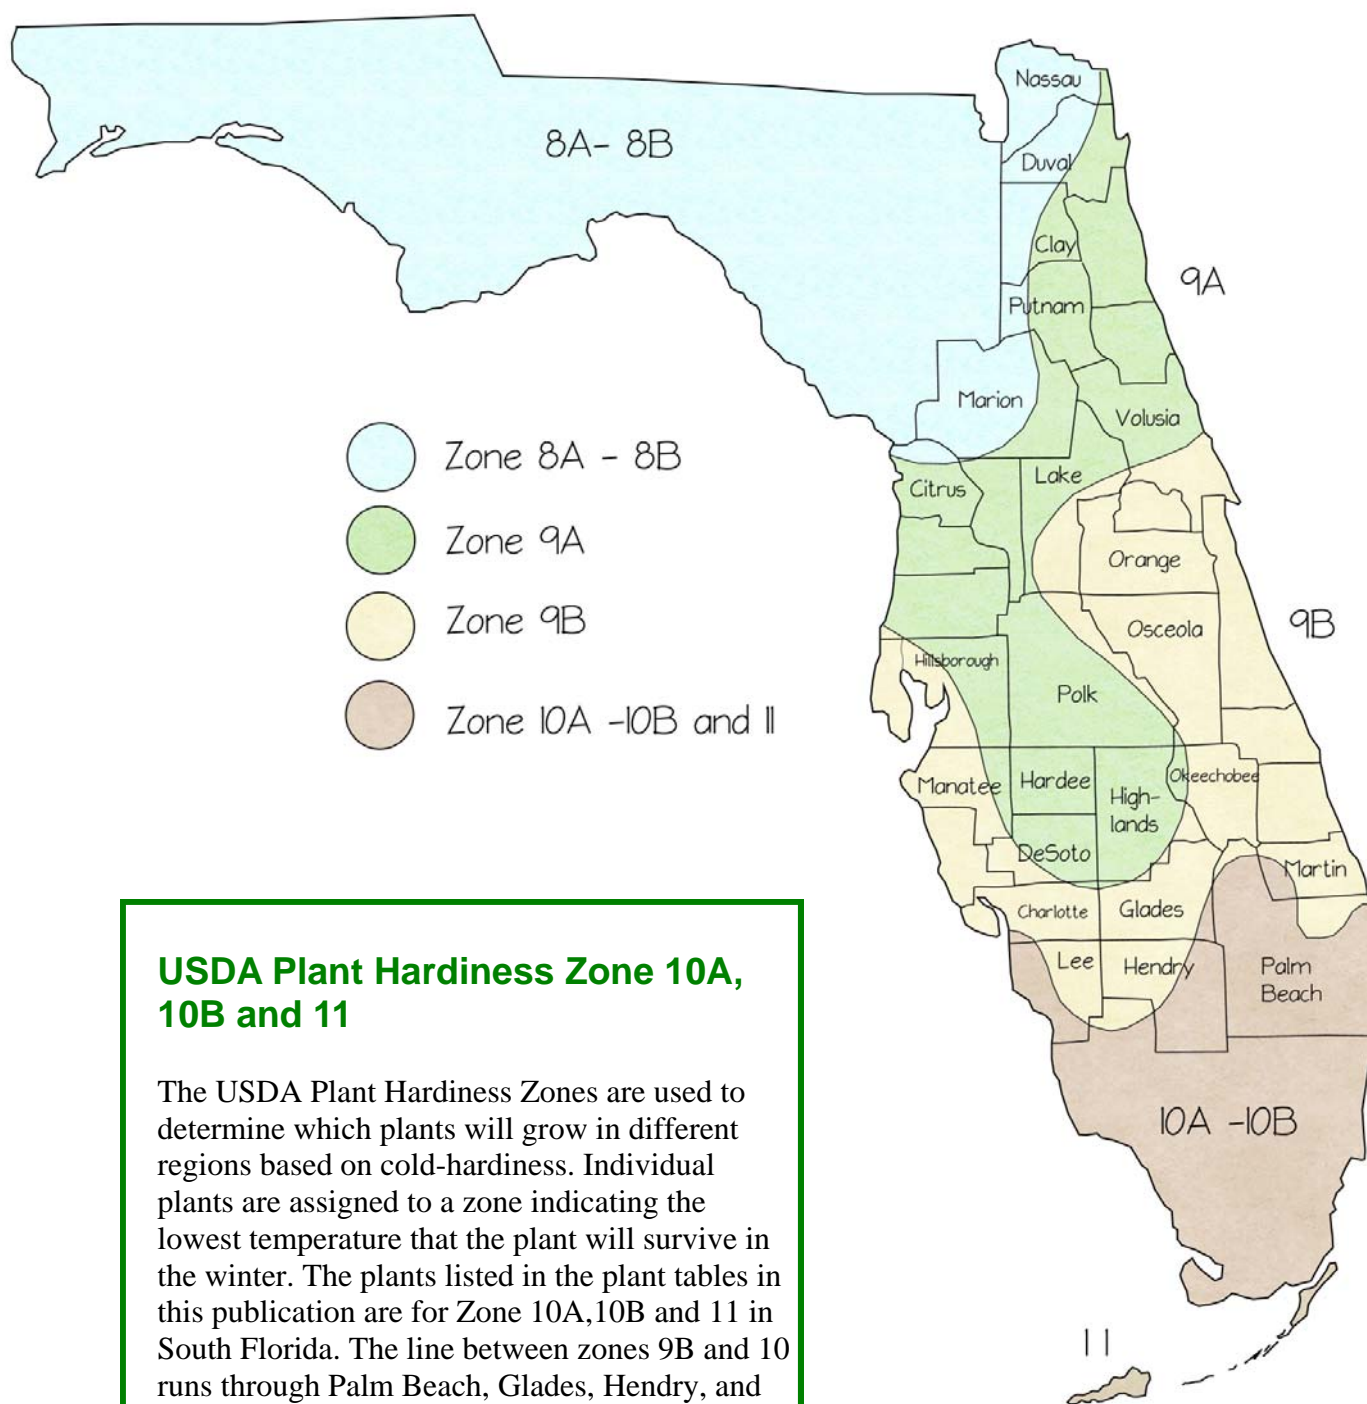 Nassau
8A- 8B
Duval
Clay
9A
Putnam
Marion
Volusia
Zone 8A - 8B
Lake
Citrus
Zone 9A
Orange
Zone 9B
Osceola
9B
Hillsborough
Polk
Zone 10A -10B and 11
Manatee
Hardee
Okeechobee
High-
lands
DeSoto
Martin
Charlotte
Glades
Lee
Hendry
Palm
Beach
10A -10B
11
USDA Plant Hardiness Zone 10A,
10B and 11
The USDA Plant Hardiness Zones are used to
determine which plants will grow in different
regions based on cold-hardiness. Individual
plants are assigned to a zone indicating the
lowest temperature that the plant will survive in
the winter. The plants listed in the plant tables in
this publication are for Zone 10A,10B and 11 in
South Florida. The line between zones 9B and 10
runs through Palm Beach, Glades, Hendry, and